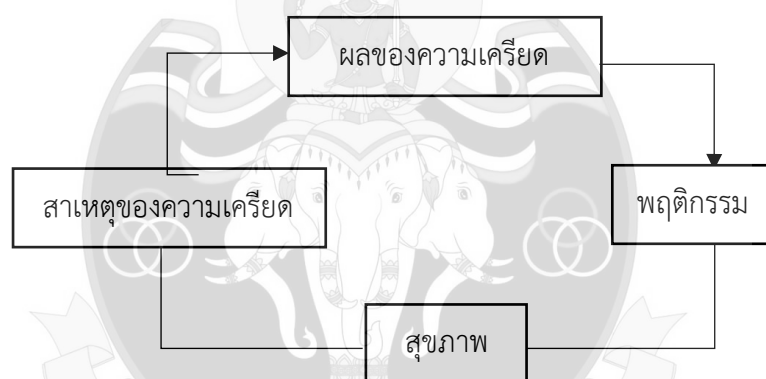 ผลของความเครียด
สาเหตุของความเครียด
พฤติกรรม
สุขภาพ